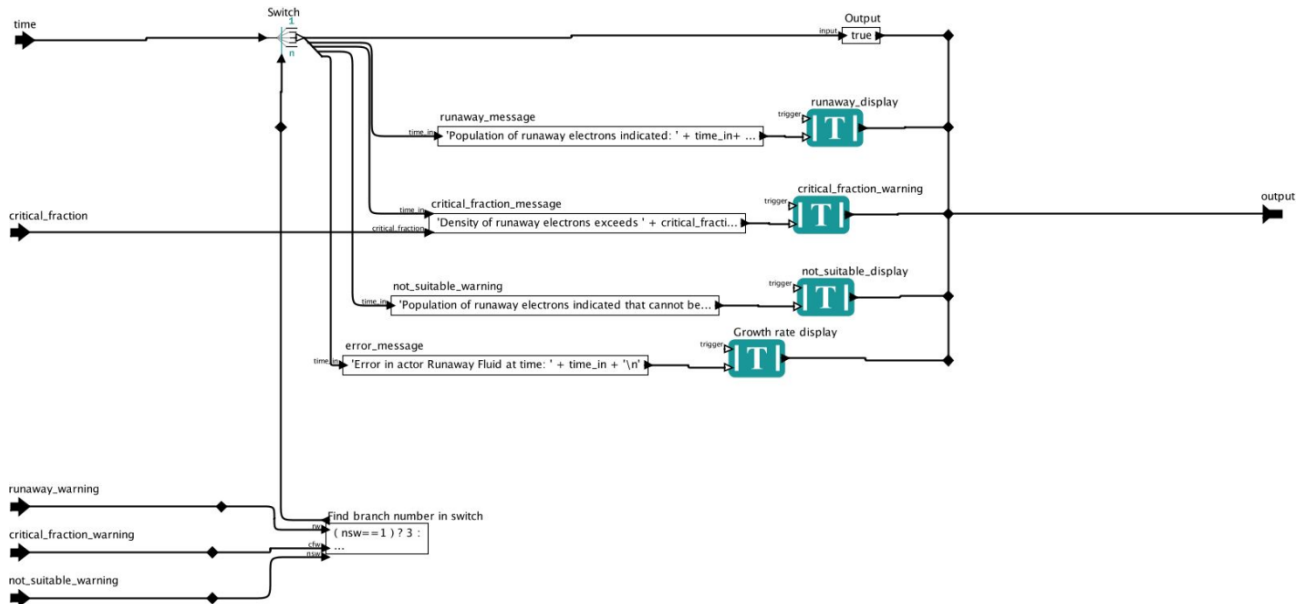 Switch
time
1
n
Output
input
true
runaway_display
trigger
T
runaway_message
time_in
'Population of runaway electrons indicated: ' + time_in+ ...
critical_fraction_warning
trigger
T
critical_fraction
critical_fraction_message
time_in
critical_fraction
'Density of runaway electrons exceeds ' + critical_fracti...
output
not_suitable_display
trigger
T
not_suitable_warning
time_in
'Population of runaway electrons indicated that cannot be...
Growth rate display
trigger
T
error_message
time_in
'Error in actor Runaway Fluid at time: ' + time_in + '\n'
runaway_warning
Find branch number in switch
rw
( nsw==1 ) ? 3 :
...
critical_fraction_warning
cfw
nsw
not_suitable_warning